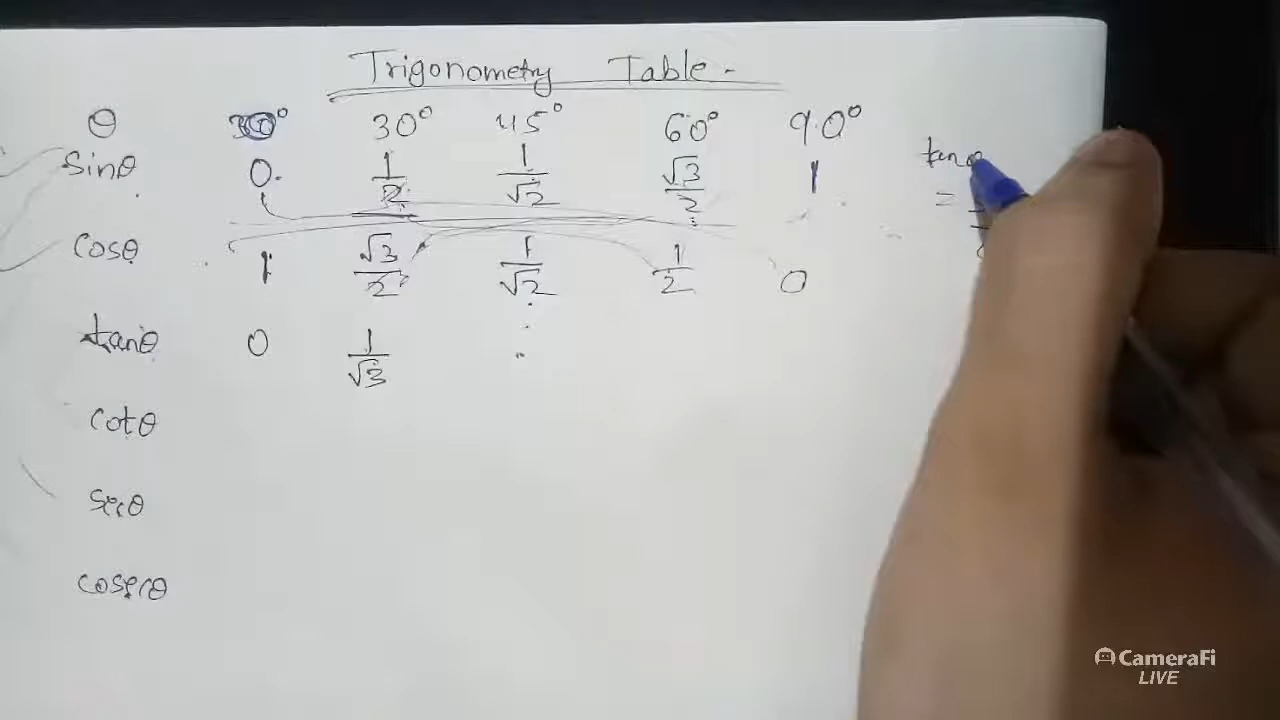 Trigonometry Table -
θ 0° 30° 45° 60° 90°
sinθ 0 1/2 1/√2 √3/2 1
cosθ 1 √3/2 1/√2 1/2 0
tanθ 0 1/√3
cotθ
secθ
cosecθ
tanθ
=
CameraFi
LIVE